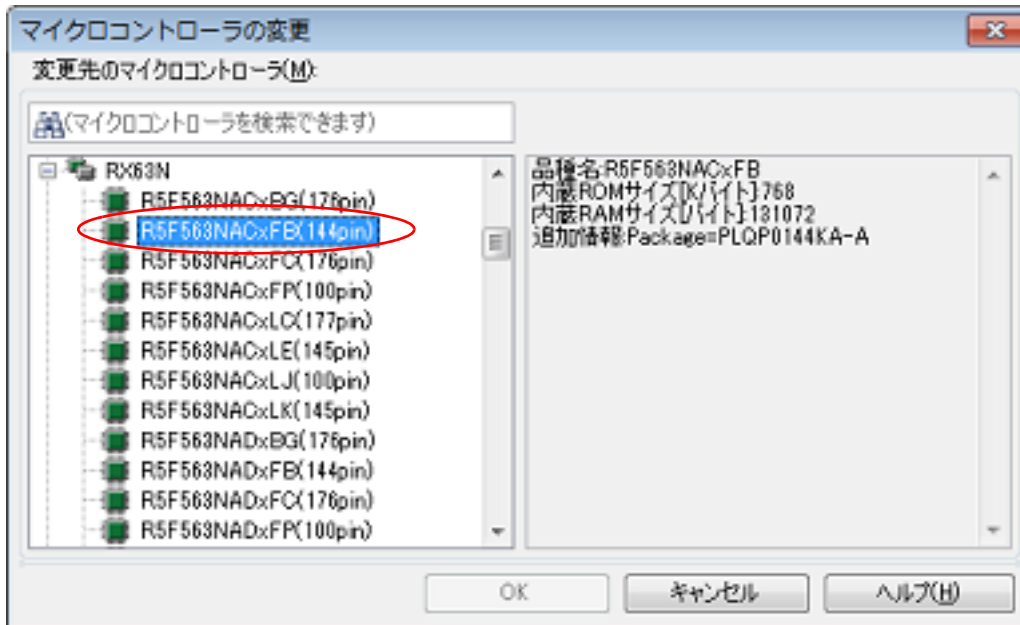 マイクロコントローラの変更
変更先のマイクロコントローラ(M):
(マイクロコントローラを検索できます)
RX63N
R5F563NACxBG(176pin)
R5F563NACxFB(144pin)
R5F563NACxFC(176pin)
R5F563NACxFP(100pin)
R5F563NACxLC(177pin)
R5F563NACxLE(145pin)
R5F563NACxLJ(100pin)
R5F563NACxLK(145pin)
R5F563NADxBG(176pin)
R5F563NADxFB(144pin)
R5F563NADxFC(176pin)
R5F563NADxFP(100pin)
品種名:R5F563NACxFB
内蔵ROMサイズ[Kバイト]:768
内蔵RAMサイズ[バイト]:131072
追加情報:Package=PLQP0144KA-A
OK
キャンセル
ヘルプ(H)